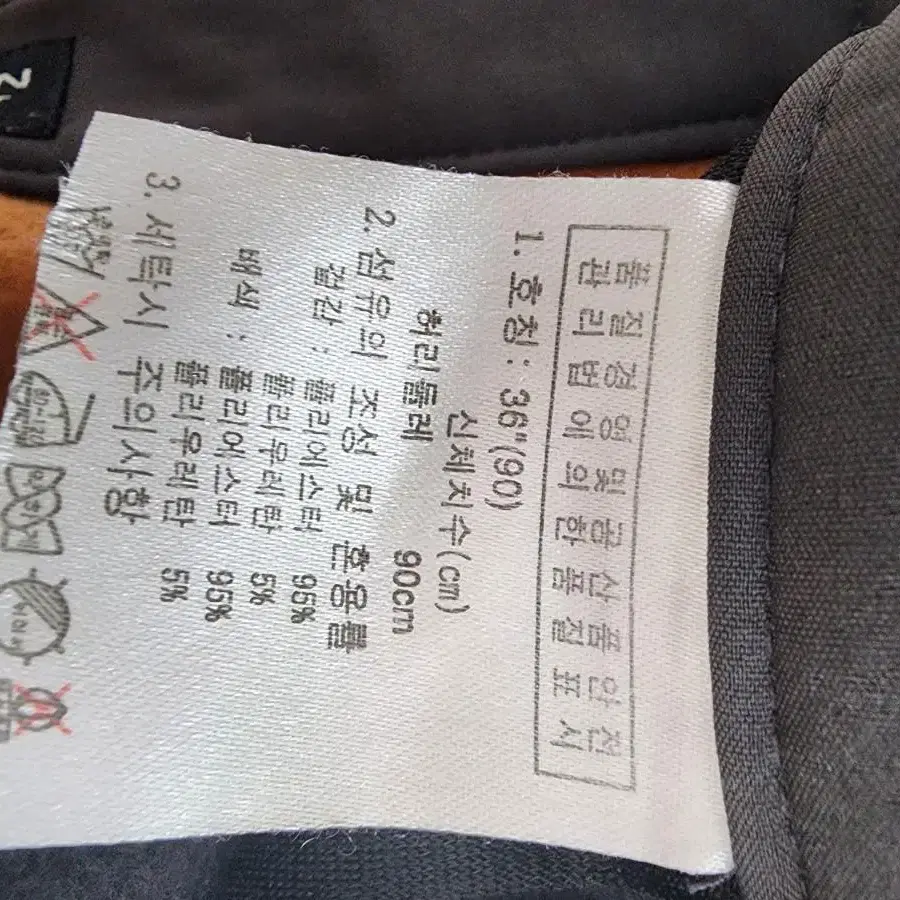 품질경영 및 공산품 안전
관리법에 의한 품질표시
1. 호칭 : 36"(90)
신체치수(cm)
허리둘레 90cm
2. 섬유의 조성 및 혼용률
겉감 : 폴리에스터 95%
폴리우레탄 5%
배색 : 폴리에스터 95%
폴리우레탄 5%
3. 세탁시 주의사항